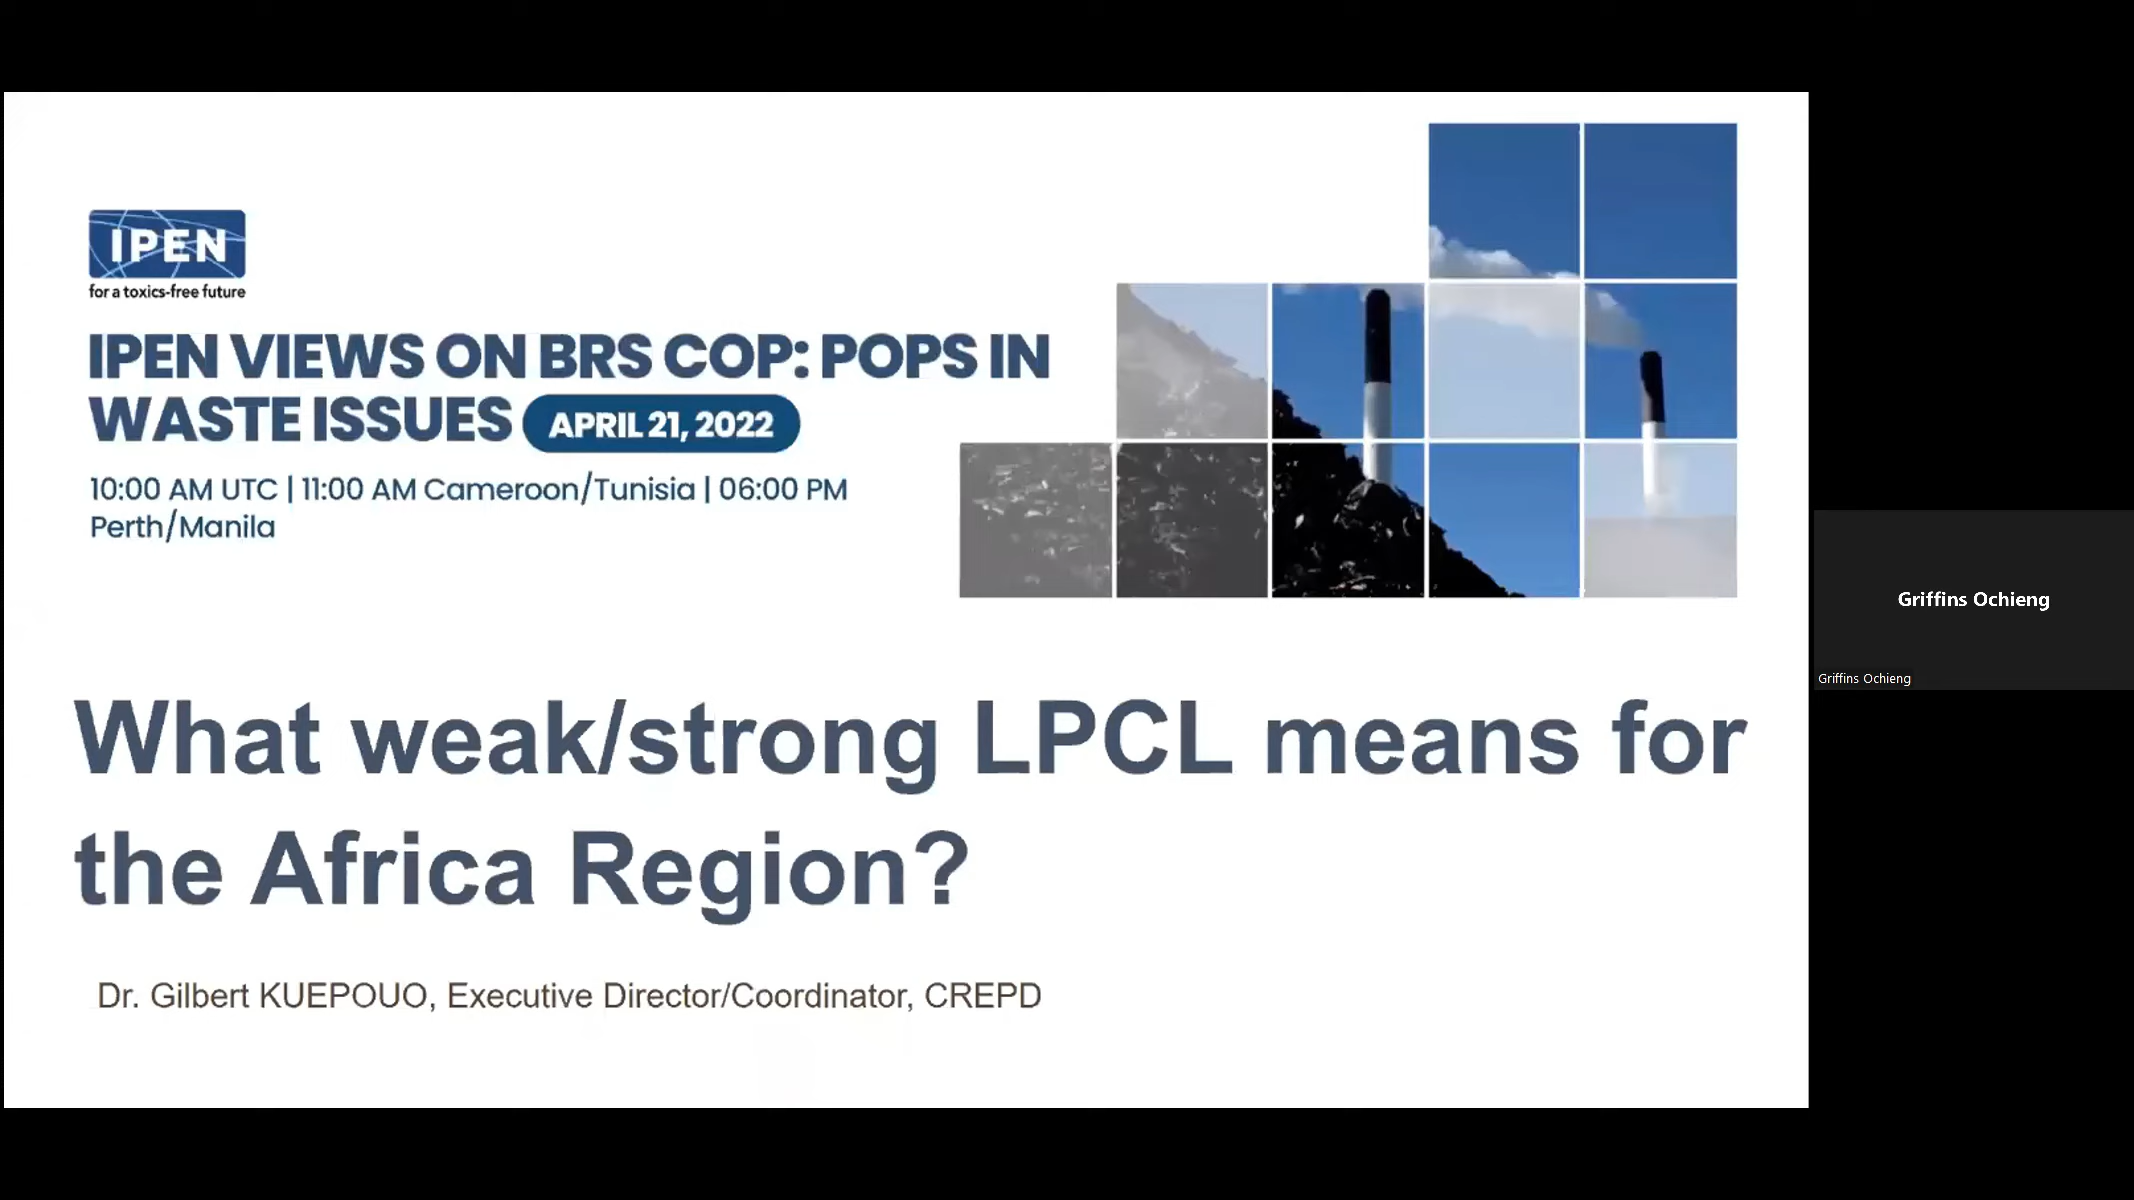 IPEN
for a toxics-free future
IPEN VIEWS ON BRS COP: POPS IN
WASTE ISSUES APRIL 21, 2022
10:00 AM UTC | 11:00 AM Cameroon/Tunisia | 06:00 PM
Perth/Manila
What weak/strong LPCL means for
the Africa Region?
Dr. Gilbert KUEPOUO, Executive Director/Coordinator, CREPD
Griffins Ochieng
Griffins Ochieng